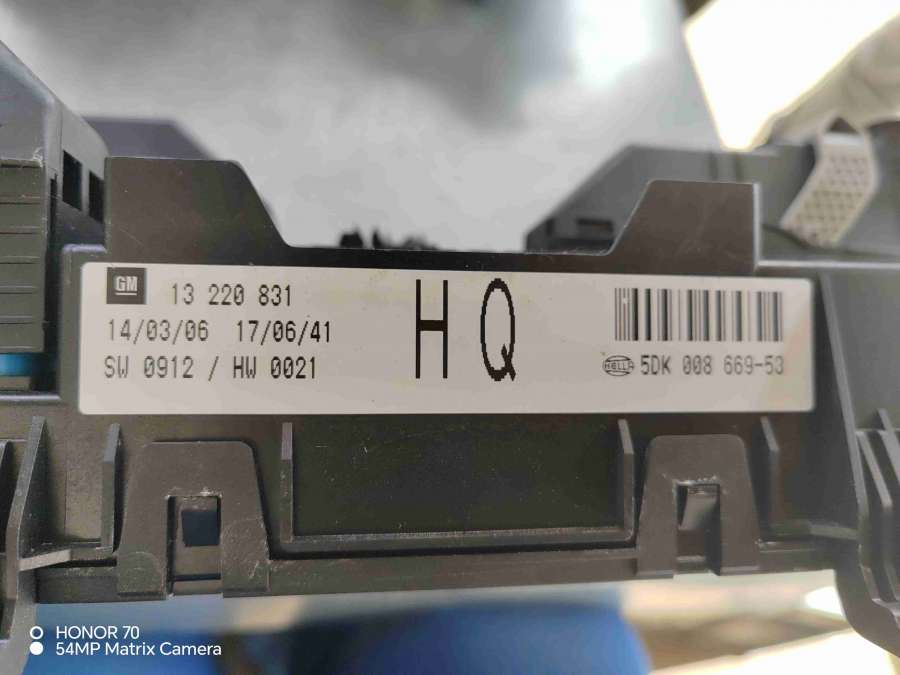 GM 13 220 831
14/03/06 17/06/41
SW 0912 / HW 0021
HQ
HELLA 5DK 008 669-53
HONOR 70
54MP Matrix Camera